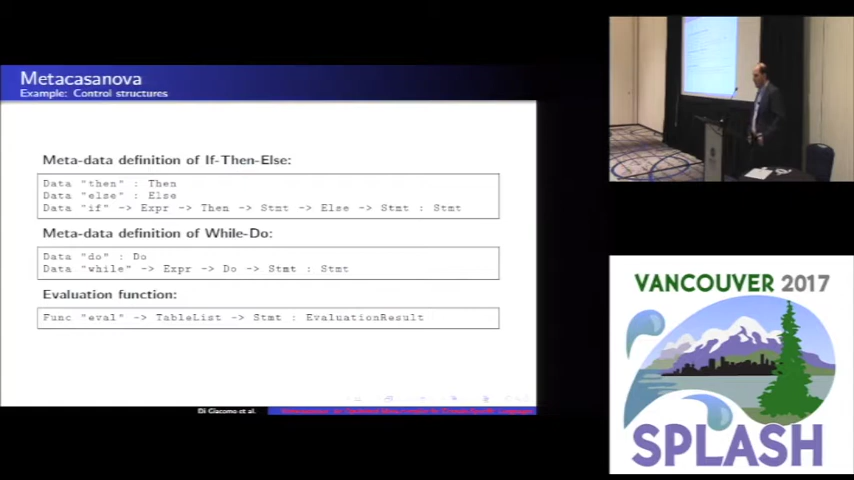 Metacasanova
Example: Control structures
Meta-data definition of If-Then-Else:
Data "then" : Then
Data "else" : Else
Data "if" -> Expr -> Then -> Stmt -> Else -> Stmt : Stmt
Meta-data definition of While-Do:
Data "do" : Do
Data "while" -> Expr -> Do -> Stmt : Stmt
Evaluation function:
Func "eval" -> TableList -> Stmt : EvaluationResult
Di Giacomo et al.
VANCOUVER 2017
SPLASH